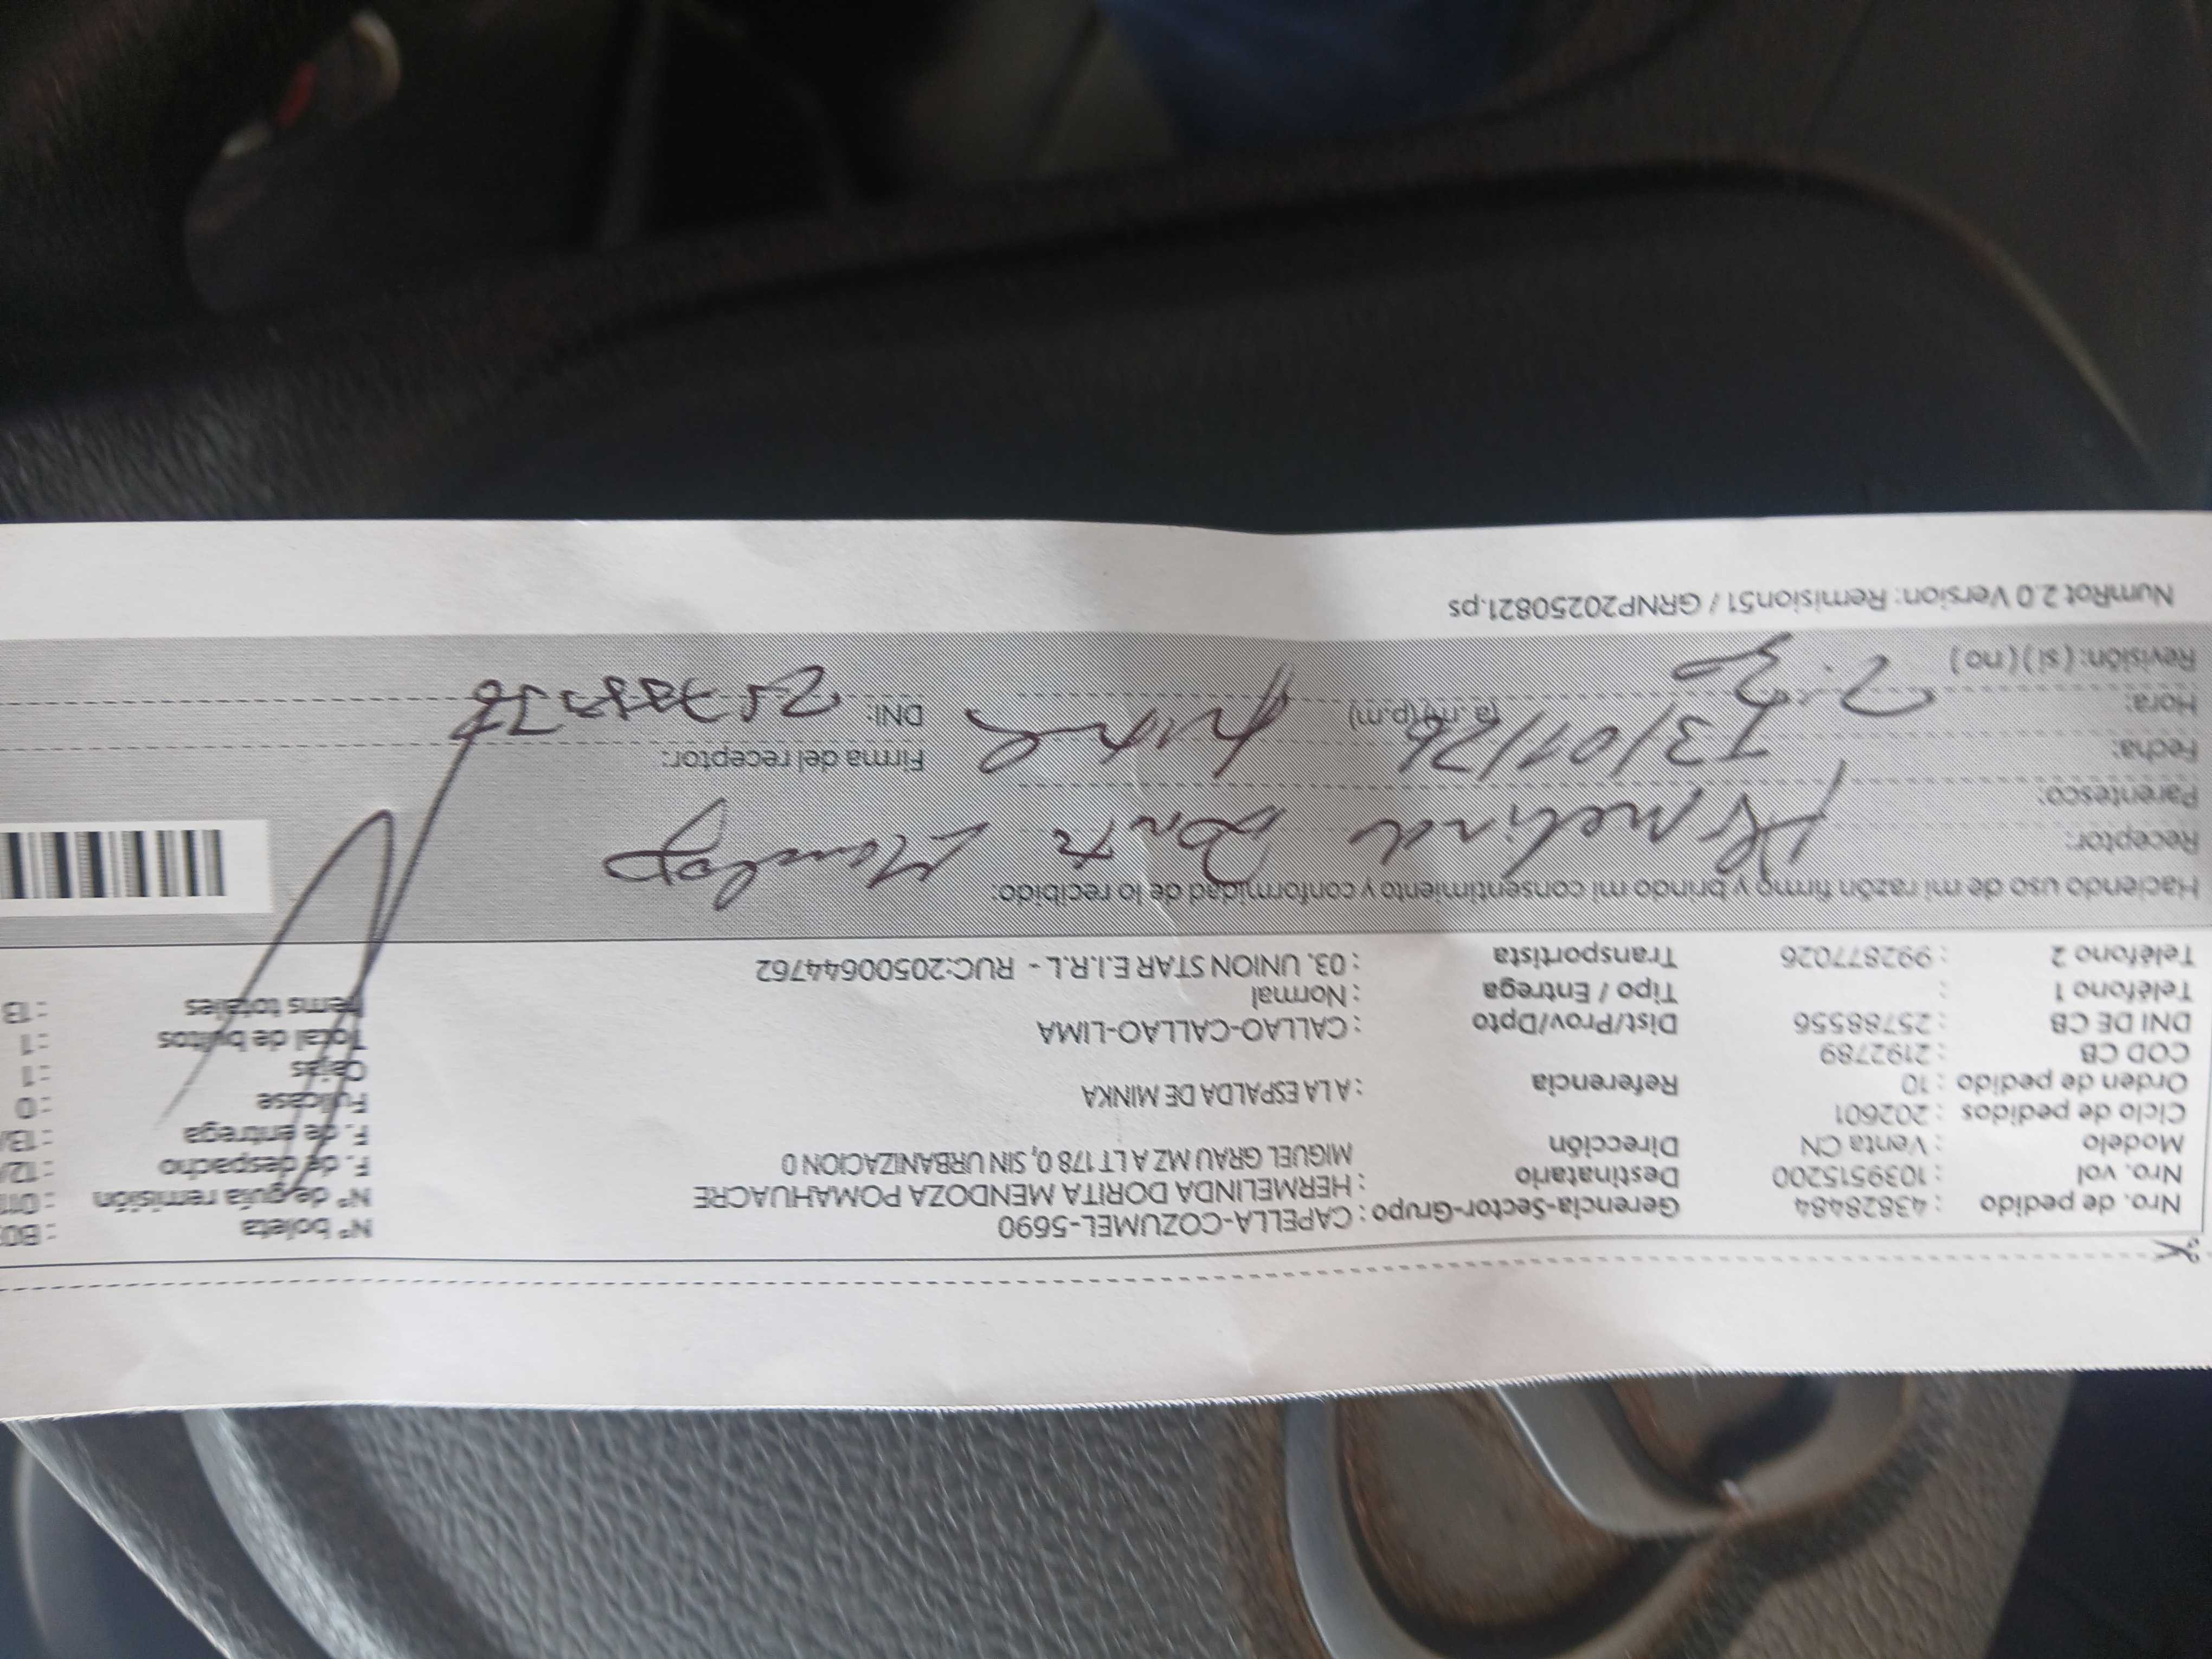 Nro. de pedido : 43828484 Gerencia-Sector-Grupo : CAPELLA-COZUMEL-5690 N° boleta : B0
Nro. vol : 1039515200 Destinatario : HERMELINDA DORITA MENDOZA POMAHUACRE N° de guía remisión : 011
Modelo : Venta CN Dirección MIGUEL GRAU MZ A LT 178 0, SIN URBANIZACION 0 F. de despacho : 12/
Ciclo de pedidos : 202601 F. de entrega : 13/
Orden de pedido : 10 Referencia : A LA ESPALDA DE MINKA Fullcase : 0
COD CB : 2192789 Cajas : 1
DNI DE CB : 25788556 Dist/Prov/Dpto : CALLAO-CALLAO-LIMA Total de bultos : 1
Teléfono 1 : Tipo / Entrega : Normal Items totales : 13
Teléfono 2 : 992877026 Transportista : 03. UNION STAR E.I.R.L - RUC:20500644762
Haciendo uso de mi razón firmo y brindo mi consentimiento y conformidad de lo recibido:
Receptor:
Parentesco:
Fecha: 13/01/26 Firma del receptor:
Hora: (a.m)(p.m) DNI:
Revisión: (si) (no)
NumRot 2.0 Version: Remision51 / GRNP20250821.ps